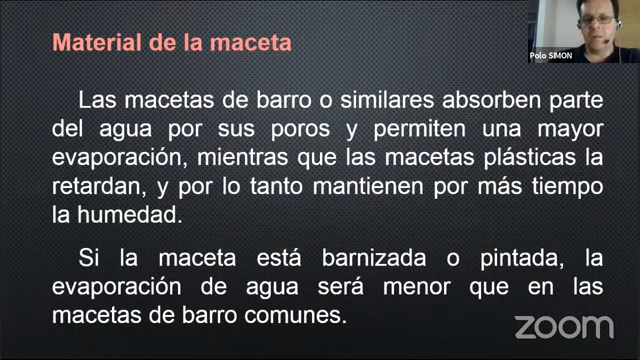 Material de la maceta
Polo SIMON
Las macetas de barro o similares absorben parte
del agua por sus poros y permiten una mayor
evaporación, mientras que las macetas plásticas la
retardan, y por lo tanto mantienen por más tiempo
la humedad.
Si la maceta está barnizada o pintada, la
evaporación de agua será menor que en las
macetas de barro comunes.
zoom